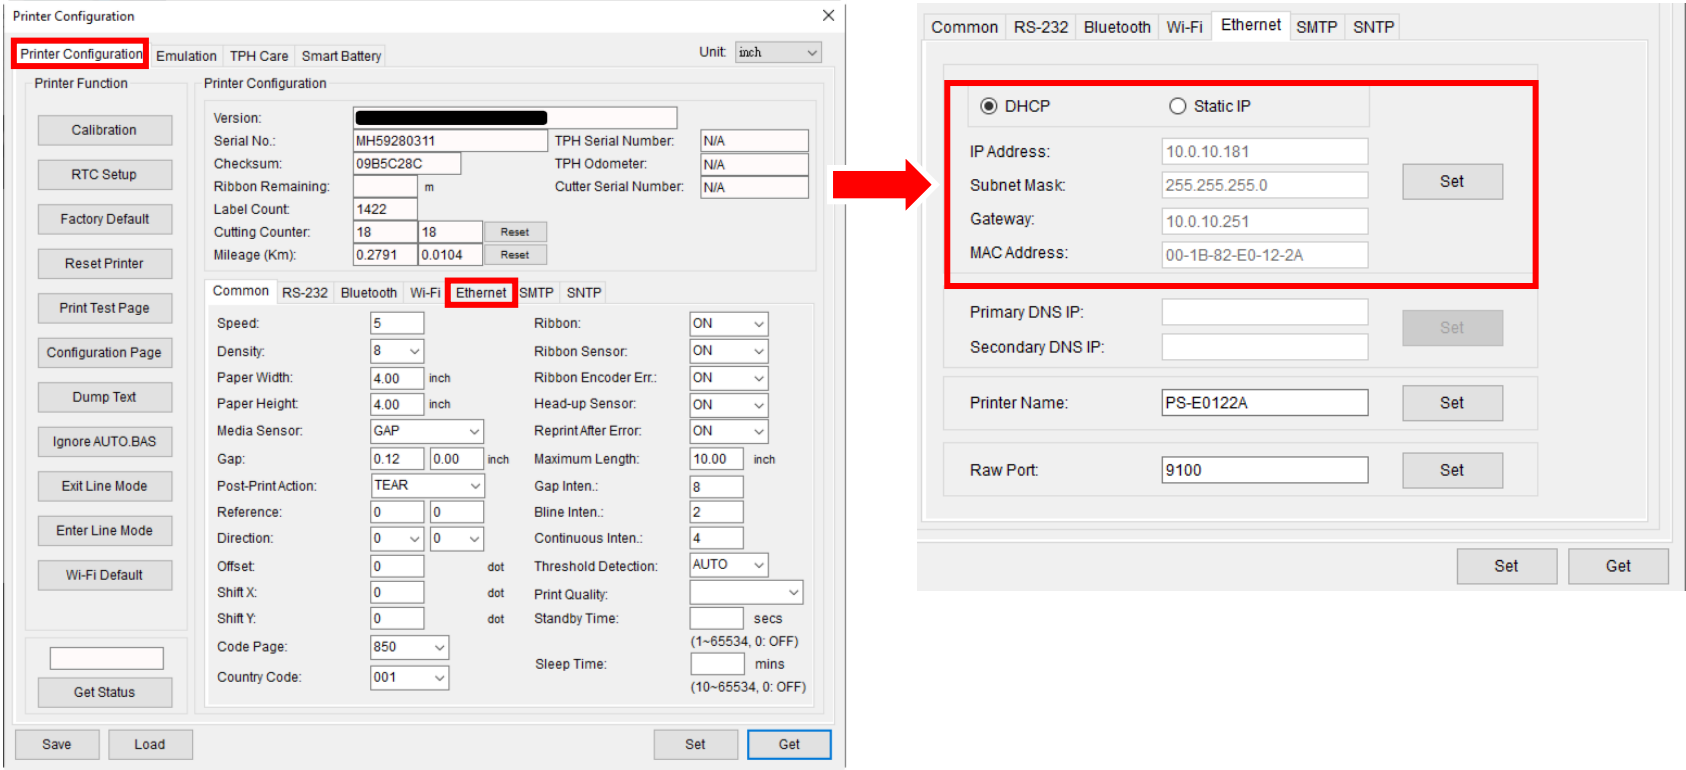 Printer Configuration
Printer Configuration Emulation TPH Care Smart Battery Unit: inch
Printer Function
Calibration
RTC Setup
Factory Default
Reset Printer
Print Test Page
Configuration Page
Dump Text
Ignore AUTO.BAS
Exit Line Mode
Enter Line Mode
Wi-Fi Default
Get Status
Printer Configuration
Version:
Serial No.: MH59280311 TPH Serial Number: N/A
Checksum: 09B5C28C TPH Odometer: N/A
Ribbon Remaining: m Cutter Serial Number: N/A
Label Count: 1422
Cutting Counter: 18 18 Reset
Mileage (Km): 0.2791 0.0104 Reset
Common RS-232 Bluetooth Wi-Fi Ethernet SMTP SNTP
Speed: 5 Ribbon: ON
Density: 8 Ribbon Sensor: ON
Paper Width: 4.00 inch Ribbon Encoder Err.: ON
Paper Height: 4.00 inch Head-up Sensor: ON
Media Sensor: GAP Reprint After Error: ON
Gap: 0.12 0.00 inch Maximum Length: 10.00 inch
Post-Print Action: TEAR Gap Inten.: 8
Reference: 0 0 Bline Inten.: 2
Direction: 0 0 Continuous Inten.: 4
Offset: 0 dot Threshold Detection: AUTO
Shift X: 0 dot Print Quality:
Shift Y: 0 dot Standby Time: secs
(1~65534, 0: OFF)
Code Page: 850 Sleep Time: mins
Country Code: 001 (10~65534, 0: OFF)
Save Load Set Get
Common RS-232 Bluetooth Wi-Fi Ethernet SMTP SNTP
DHCP Static IP
IP Address: 10.0.10.181
Subnet Mask: 255.255.255.0 Set
Gateway: 10.0.10.251
MAC Address: 00-1B-82-E0-12-2A
Primary DNS IP: Set
Secondary DNS IP:
Printer Name: PS-E0122A Set
Raw Port: 9100 Set
Set Get